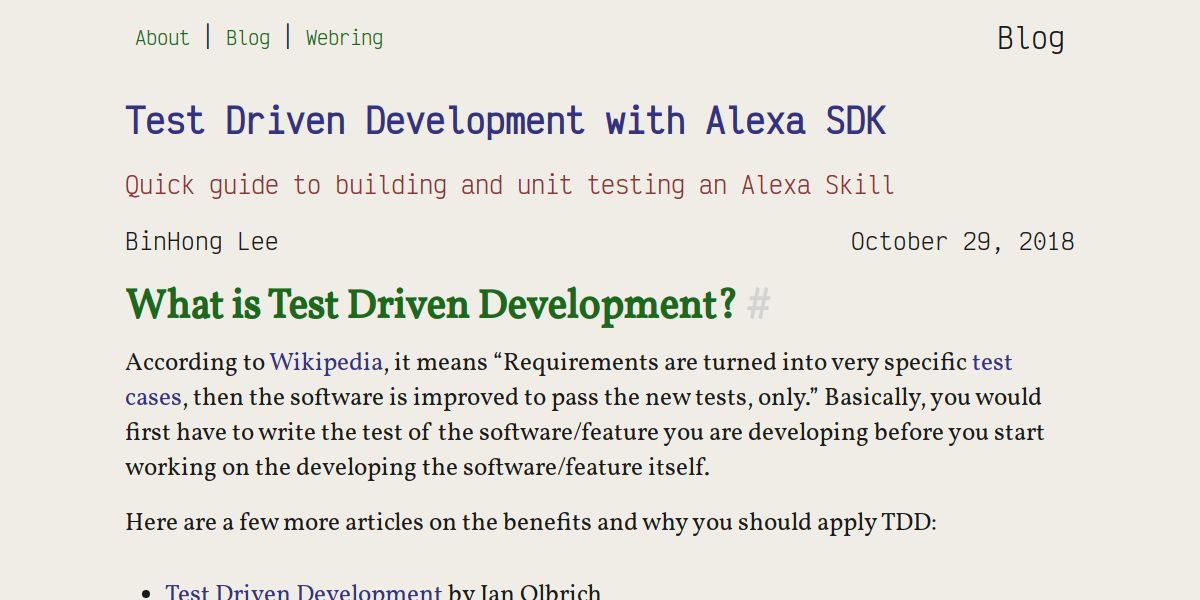 About | Blog | Webring
Blog
Test Driven Development with Alexa SDK
Quick guide to building and unit testing an Alexa Skill
BinHong Lee
October 29, 2018
What is Test Driven Development? #
According to Wikipedia, it means “Requirements are turned into very specific test
cases, then the software is improved to pass the new tests, only.” Basically, you would
first have to write the test of the software/feature you are developing before you start
working on the developing the software/feature itself.
Here are a few more articles on the benefits and why you should apply TDD:
• Test Driven Development by Jan Olbrich